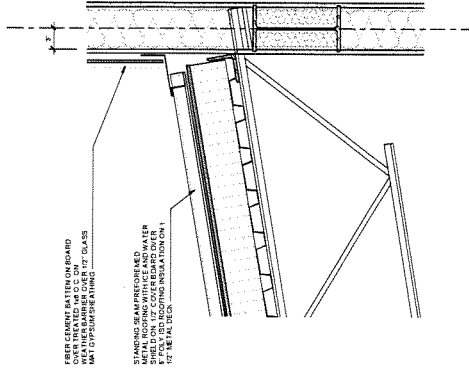 3"
FIBER CEMENT BATTEN ON BOARD
OVER TREATED 1x8 O.C. ON
WEATHER BARRIER OVER 1/2" GLASS
MAT GYPSUM SHEATHING
STANDING SEAM PREFORMED
METAL ROOFING WITH ICE AND WATER
SHIELD ON 1/2" COVER BOARD OVER
POLY ISO ROOFING INSULATION ON 1
1/2" METAL DECK